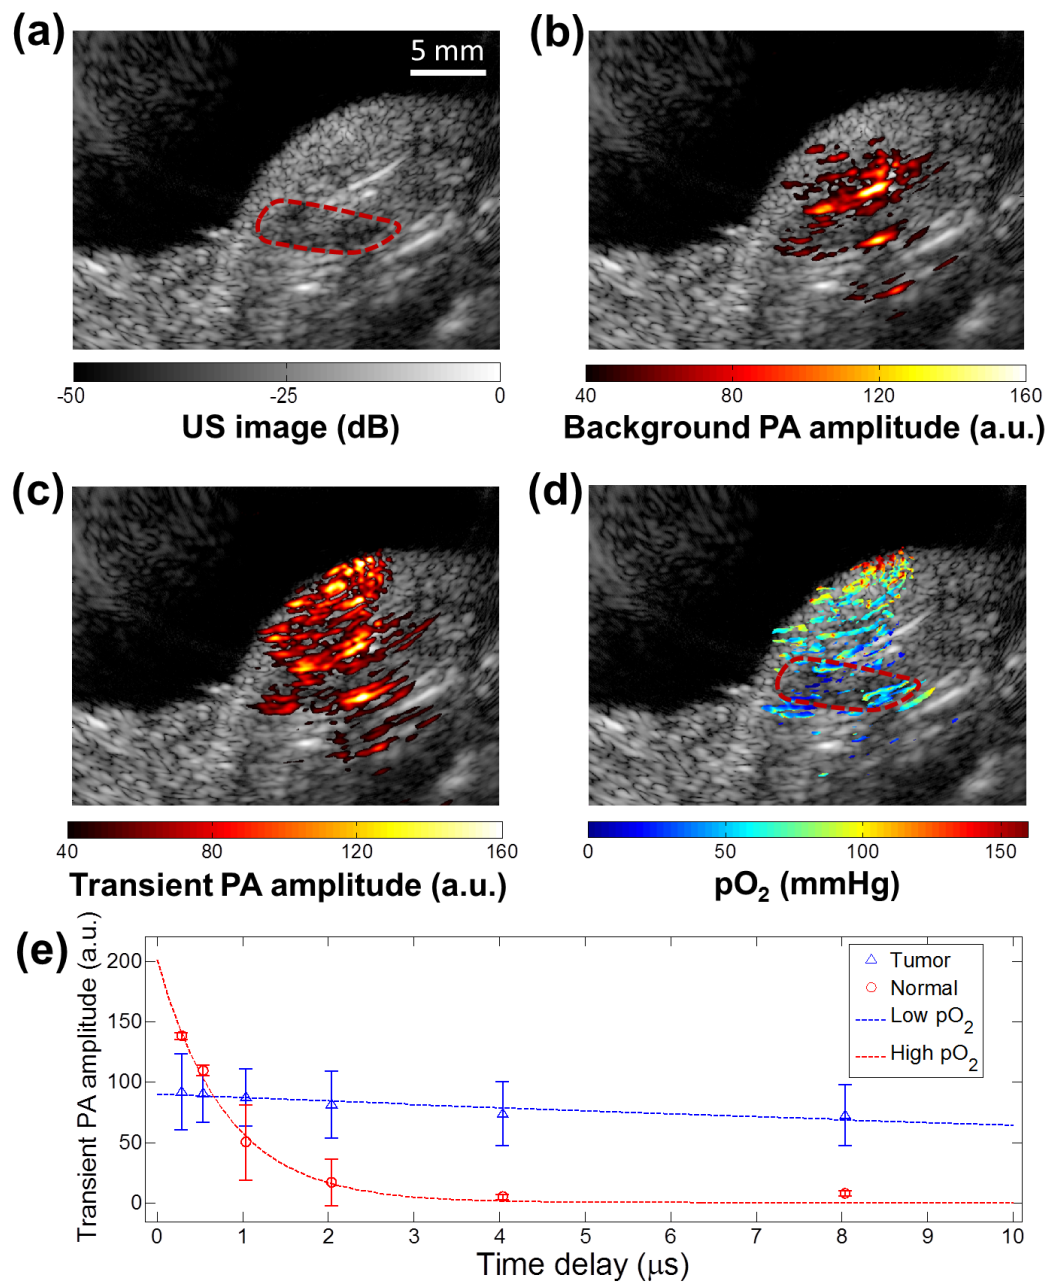 (a)
5 mm
-50 -25 0
US image (dB)
(b)
40 80 120 160
Background PA amplitude (a.u.)
(c)
40 80 120 160
Transient PA amplitude (a.u.)
(d)
0 50 100 150
pO₂ (mmHg)
(e)
Transient PA amplitude (a.u.)
200
150
100
50
0
Tumor
Normal
Low pO₂
High pO₂
0 1 2 3 4 5 6 7 8 9 10
Time delay (μs)